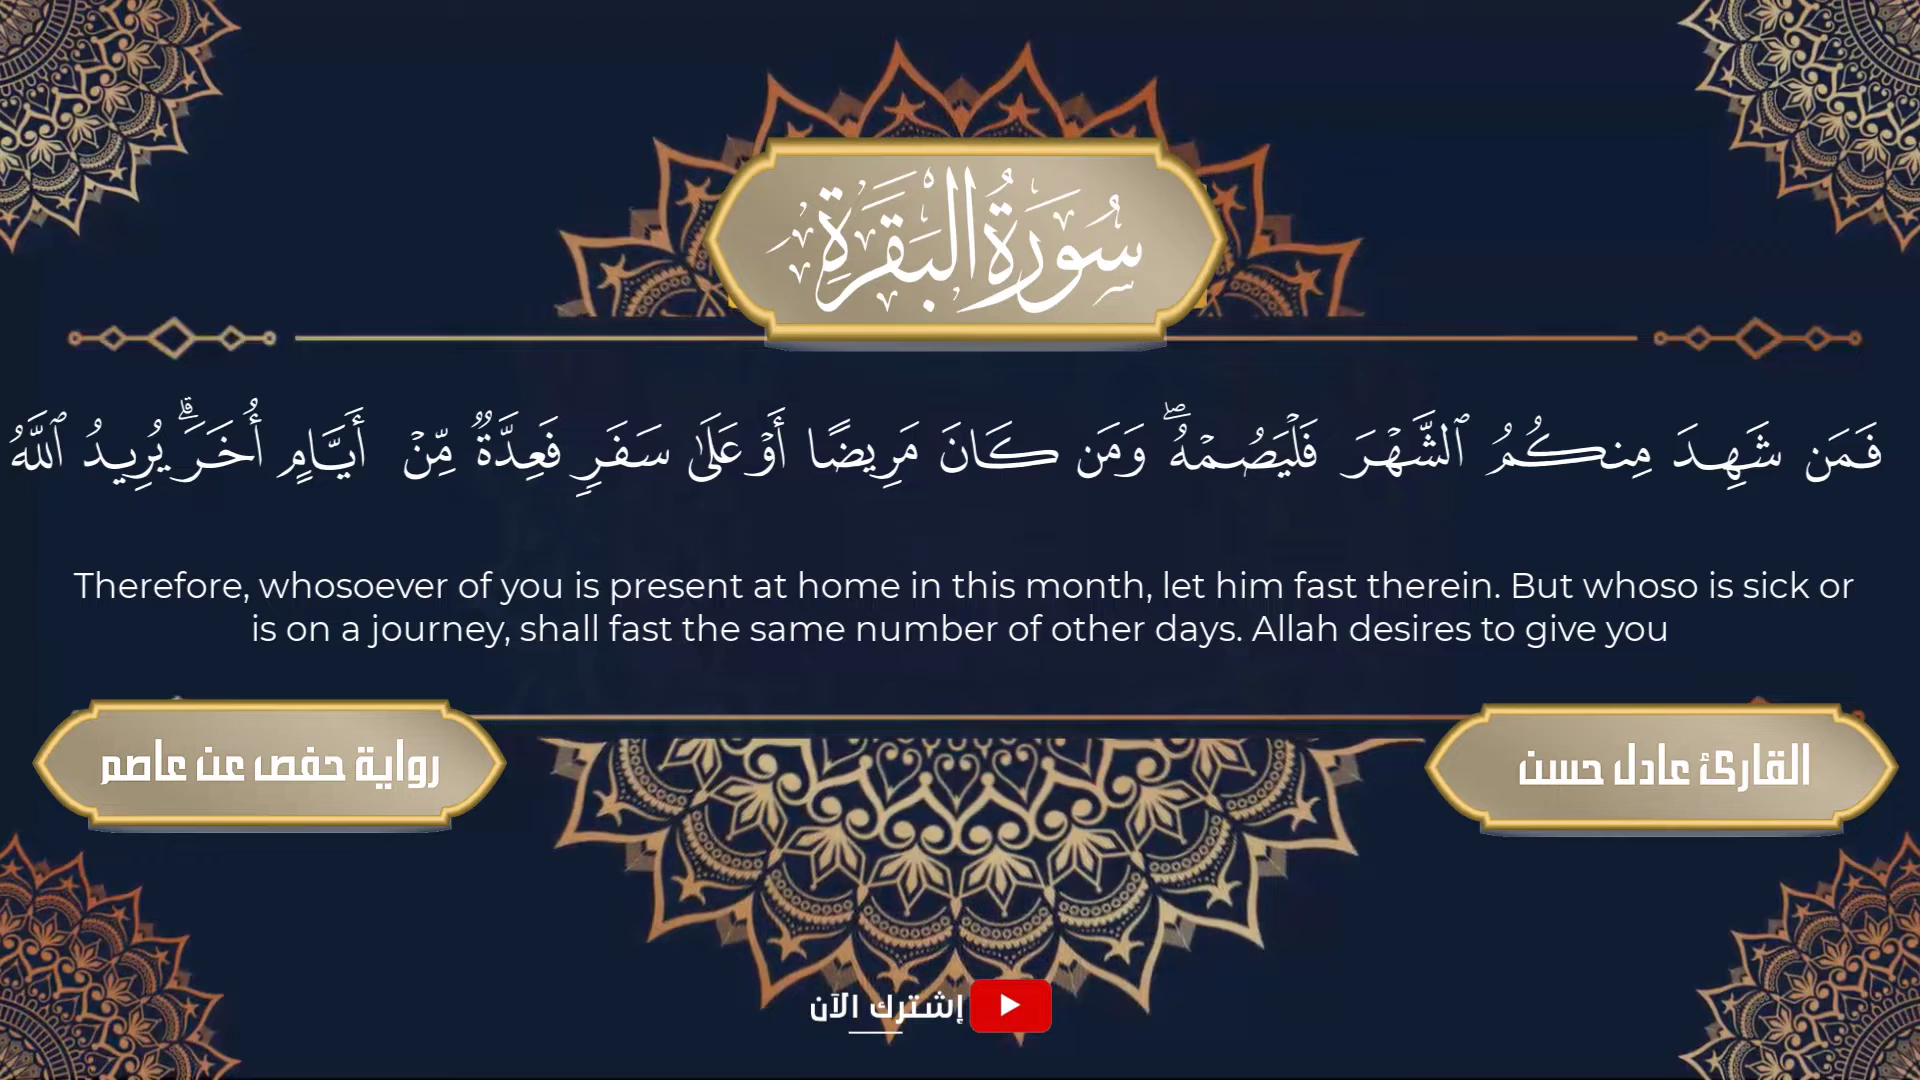 سُورَةُ البَقَرَةِ
فَمَن شَهِدَ مِنكُمُ ٱلشَّهْرَ فَلْيَصُمْهُ ۖ وَمَن كَانَ مَرِيضًا أَوْ عَلَىٰ سَفَرٍ فَعِدَّةٌ مِّنْ أَيَّامٍ أُخَرَ ۗ يُرِيدُ ٱللَّهُ
Therefore, whosoever of you is present at home in this month, let him fast therein. But whoso is sick or
is on a journey, shall fast the same number of other days. Allah desires to give you
القارئ عادل حسن
رواية حفص عن عاصم
إشترك الآن